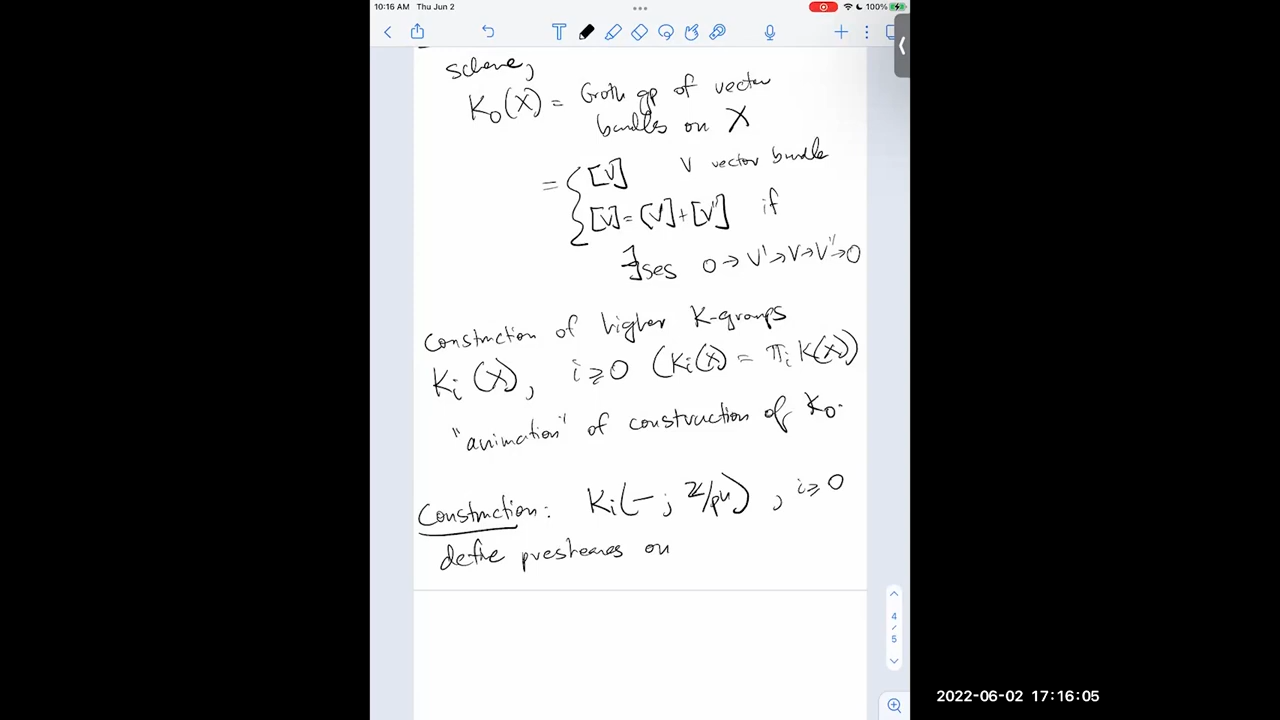 10:16 AM Thu Jun 2
100%
scheme,
K₀(X) = Groth gp of vector
bundles on X
= { [V] V vector bundle
[V] = [V'] + [V''] if
∃ ses 0 → V' → V → V'' → 0
Construction of higher K-groups
Kᵢ(X), i ≥ 0 (Kᵢ(X) = πᵢ K(X))
"animation" of construction of K₀.
Construction: Kᵢ(–; ℤ/pⁿ), i ≥ 0
define presheaves on
4
/
5
2022-06-02 17:16:05